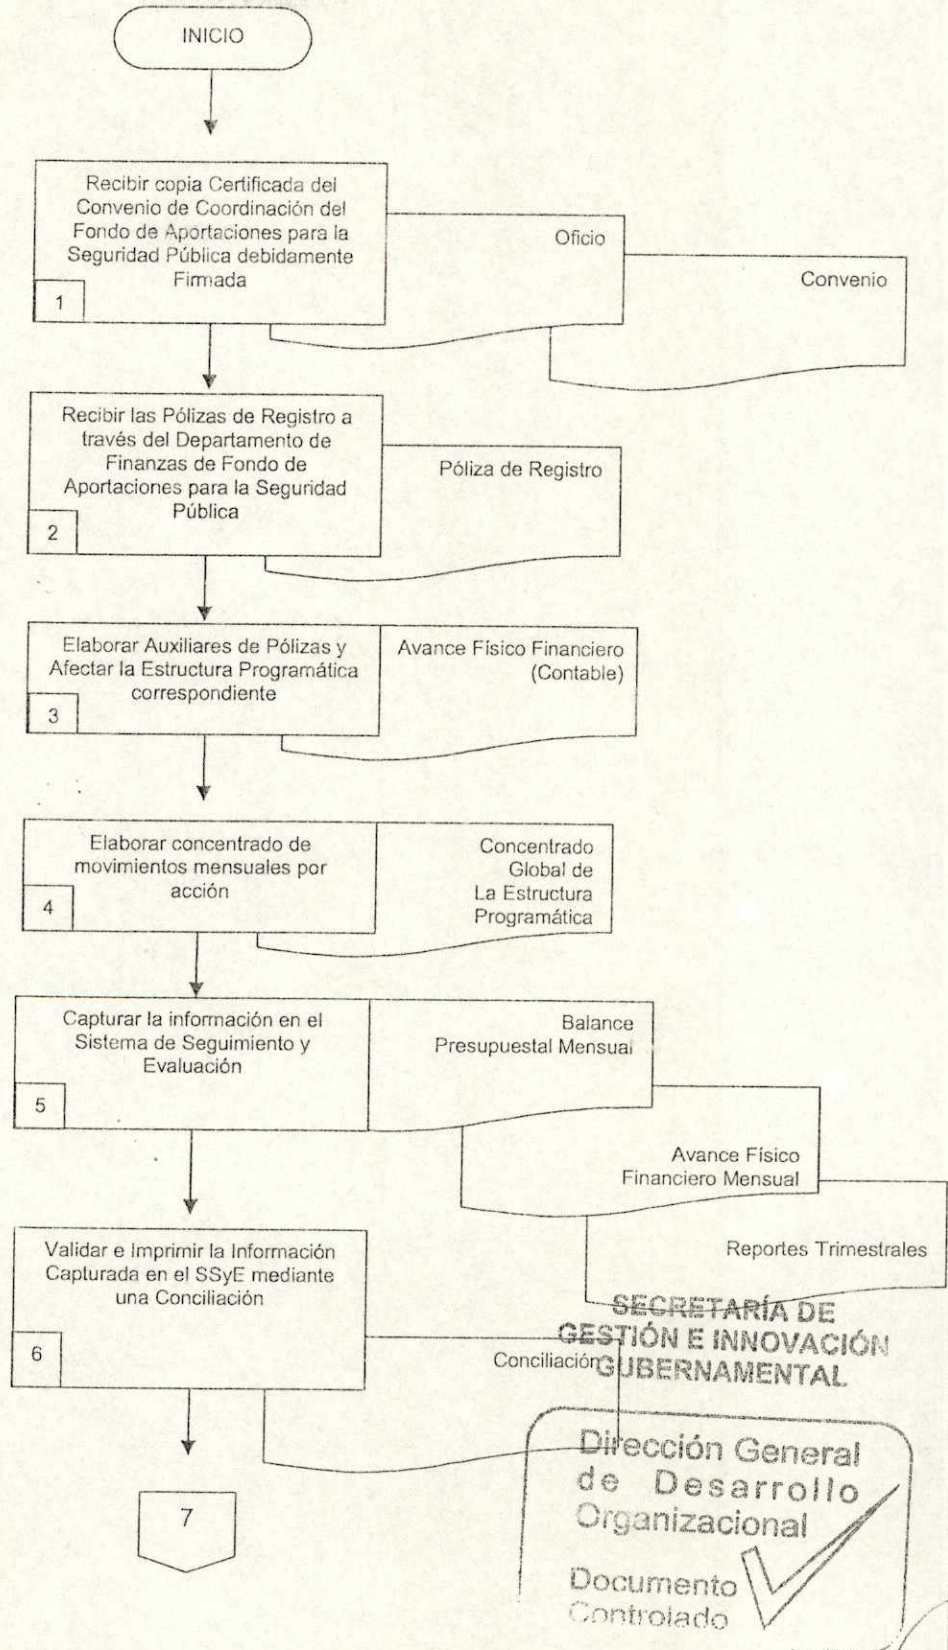 INICIO
Recibir copia Certificada del
Convenio de Coordinación del
Fondo de Aportaciones para la
Seguridad Pública debidamente
Firmada
1
Oficio
Convenio
Recibir las Pólizas de Registro a
través del Departamento de
Finanzas de Fondo de
Aportaciones para la Seguridad
Pública
2
Póliza de Registro
Elaborar Auxiliares de Pólizas y
Afectar la Estructura Programática
correspondiente
3
Avance Físico Financiero
(Contable)
Elaborar concentrado de
movimientos mensuales por
acción
4
Concentrado
Global de
La Estructura
Programática
Capturar la información en el
Sistema de Seguimiento y
Evaluación
5
Balance
Presupuestal Mensual
Avance Físico
Financiero Mensual
Reportes Trimestrales
Validar e Imprimir la Información
Capturada en el SSyE mediante
una Conciliación
6
Conciliación
7
SECRETARÍA DE
GESTIÓN E INNOVACIÓN
GUBERNAMENTAL
Dirección General
de Desarrollo
Organizacional
Documento
Controlado